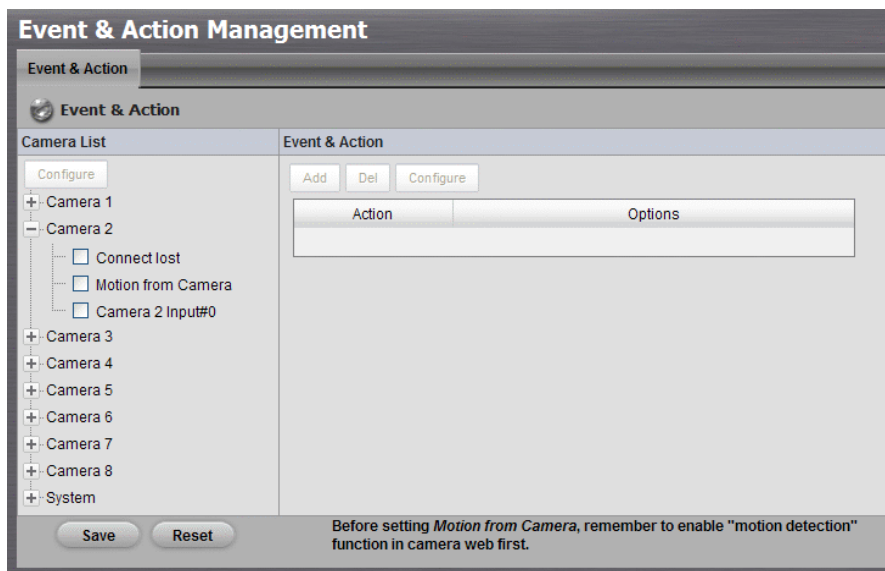 Event & Action Management
Event & Action
Event & Action
Camera List
Event & Action
Configure
Add Del Configure
Camera 1
Action Options
Camera 2
Connect lost
Motion from Camera
Camera 2 Input#0
Camera 3
Camera 4
Camera 5
Camera 6
Camera 7
Camera 8
System
Save Reset
Before setting Motion from Camera, remember to enable "motion detection"
function in camera web first.